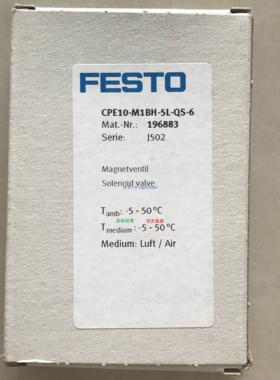 FESTO
CPE10-M1BH-5L-QS-6
Mat.-Nr.: 196883
Serie: J502
Magnetventil
Solenoid valve
Tamb: -5 - 50°C
Tmedium: -5 - 50°C
Medium: Luft / Air